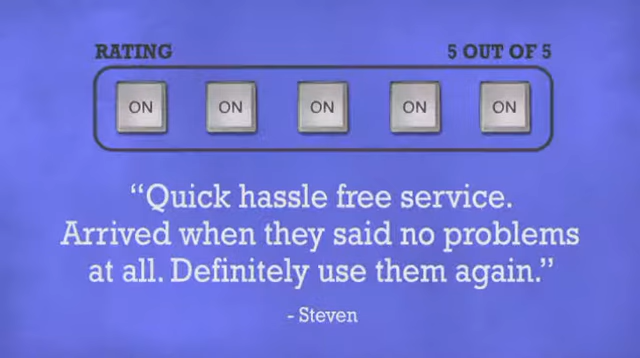 RATING 5 OUT OF 5
ON ON ON ON ON
“Quick hassle free service.
Arrived when they said no problems
at all. Definitely use them again.”
- Steven